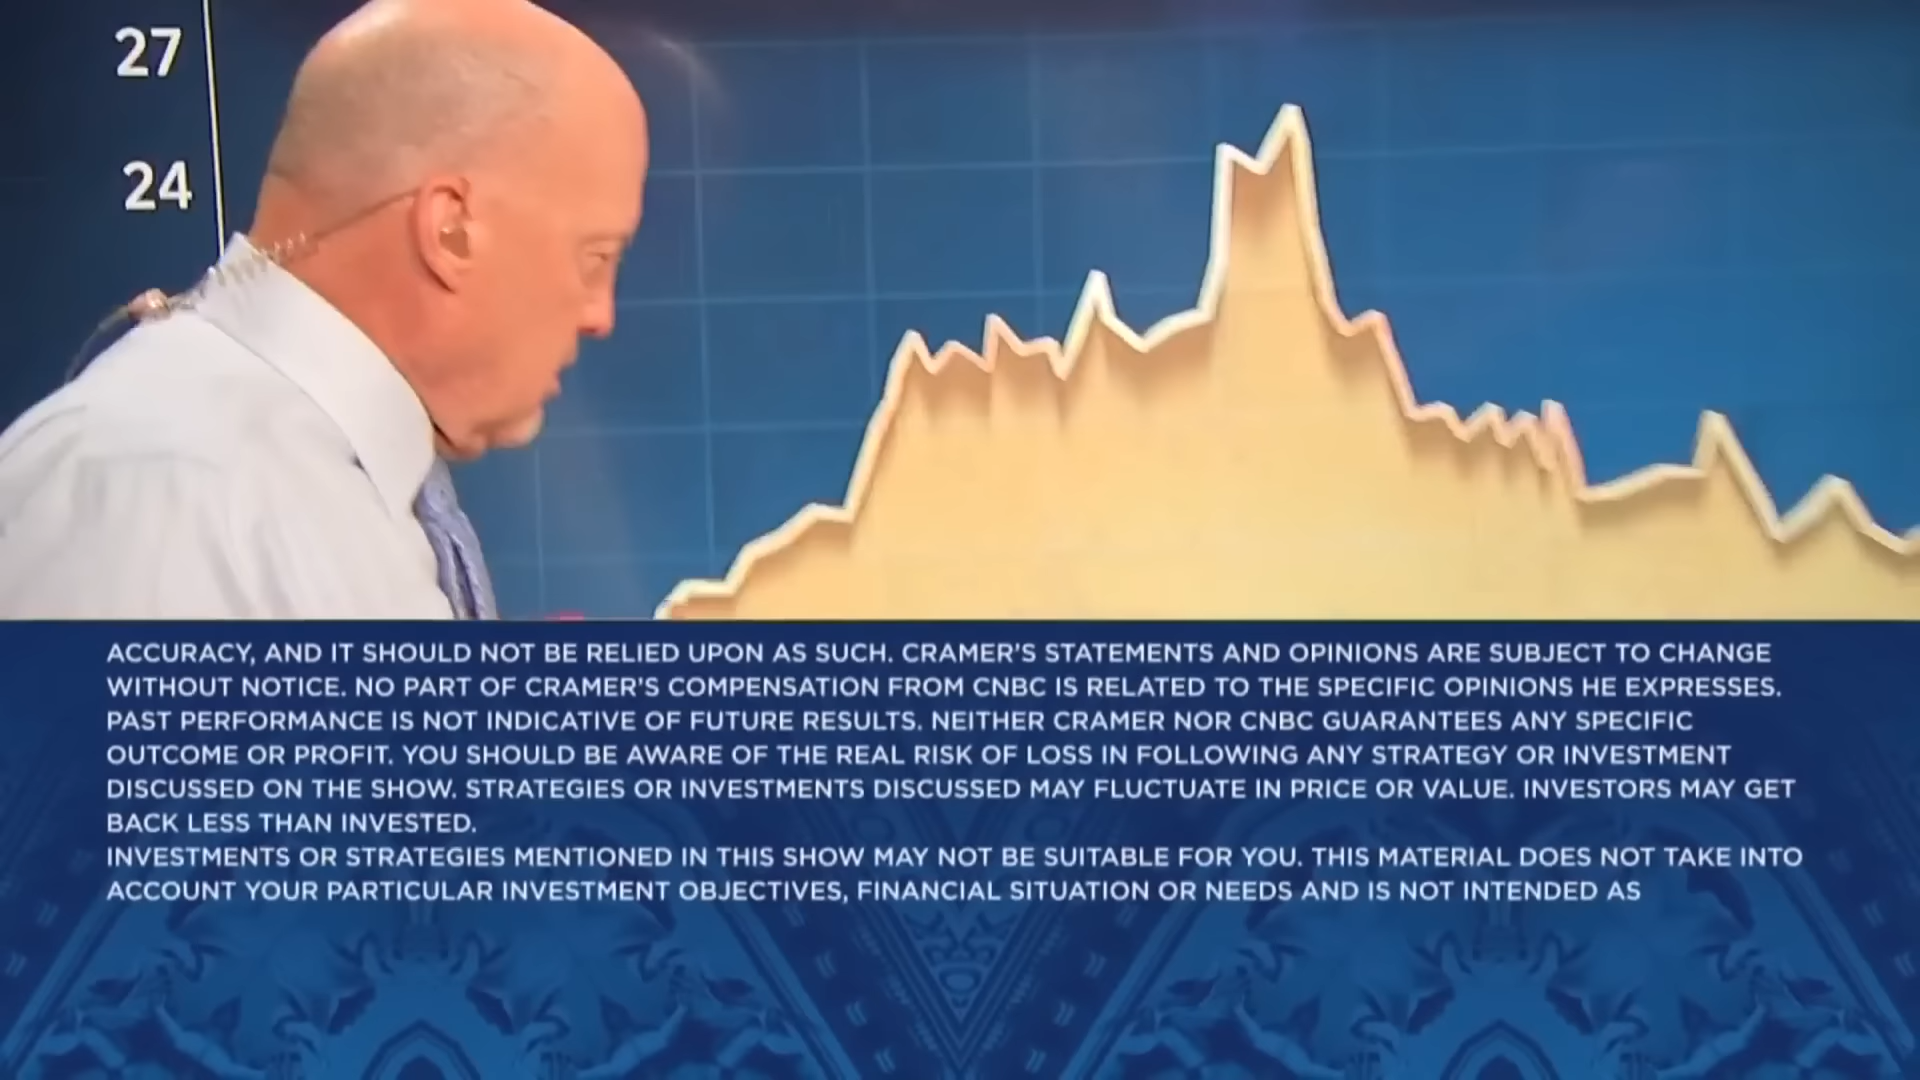 27
24
ACCURACY, AND IT SHOULD NOT BE RELIED UPON AS SUCH. CRAMER'S STATEMENTS AND OPINIONS ARE SUBJECT TO CHANGE
WITHOUT NOTICE. NO PART OF CRAMER'S COMPENSATION FROM CNBC IS RELATED TO THE SPECIFIC OPINIONS HE EXPRESSES.
PAST PERFORMANCE IS NOT INDICATIVE OF FUTURE RESULTS. NEITHER CRAMER NOR CNBC GUARANTEES ANY SPECIFIC
OUTCOME OR PROFIT. YOU SHOULD BE AWARE OF THE REAL RISK OF LOSS IN FOLLOWING ANY STRATEGY OR INVESTMENT
DISCUSSED ON THE SHOW. STRATEGIES OR INVESTMENTS DISCUSSED MAY FLUCTUATE IN PRICE OR VALUE. INVESTORS MAY GET
BACK LESS THAN INVESTED.
INVESTMENTS OR STRATEGIES MENTIONED IN THIS SHOW MAY NOT BE SUITABLE FOR YOU. THIS MATERIAL DOES NOT TAKE INTO
ACCOUNT YOUR PARTICULAR INVESTMENT OBJECTIVES, FINANCIAL SITUATION OR NEEDS AND IS NOT INTENDED AS